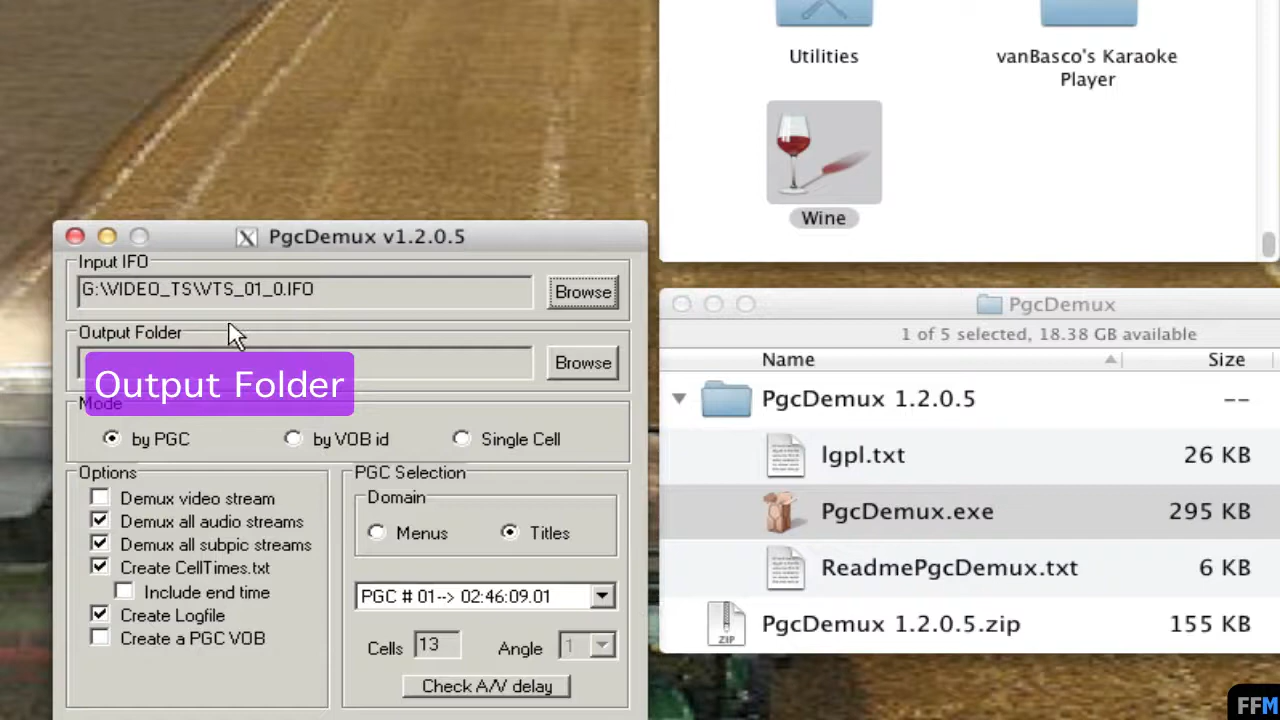 Utilities
vanBasco's Karaoke
Player
Wine
PgcDemux v1.2.0.5
Input IFO
G:\VIDEO_TS\VTS_01_0.IFO
Browse
Output Folder
Browse
Output Folder
Mode
by PGC
by VOB id
Single Cell
Options
Demux video stream
Demux all audio streams
Demux all subpic streams
Create CellTimes.txt
Include end time
Create Logfile
Create a PGC VOB
PGC Selection
Domain
Menus
Titles
PGC # 01--> 02:46:09.01
Cells 13
Angle 1
Check A/V delay
PgcDemux
1 of 5 selected, 18.38 GB available
Name Size
PgcDemux 1.2.0.5 --
lgpl.txt 26 KB
PgcDemux.exe 295 KB
ReadmePgcDemux.txt 6 KB
ZIP
PgcDemux 1.2.0.5.zip 155 KB
FFM